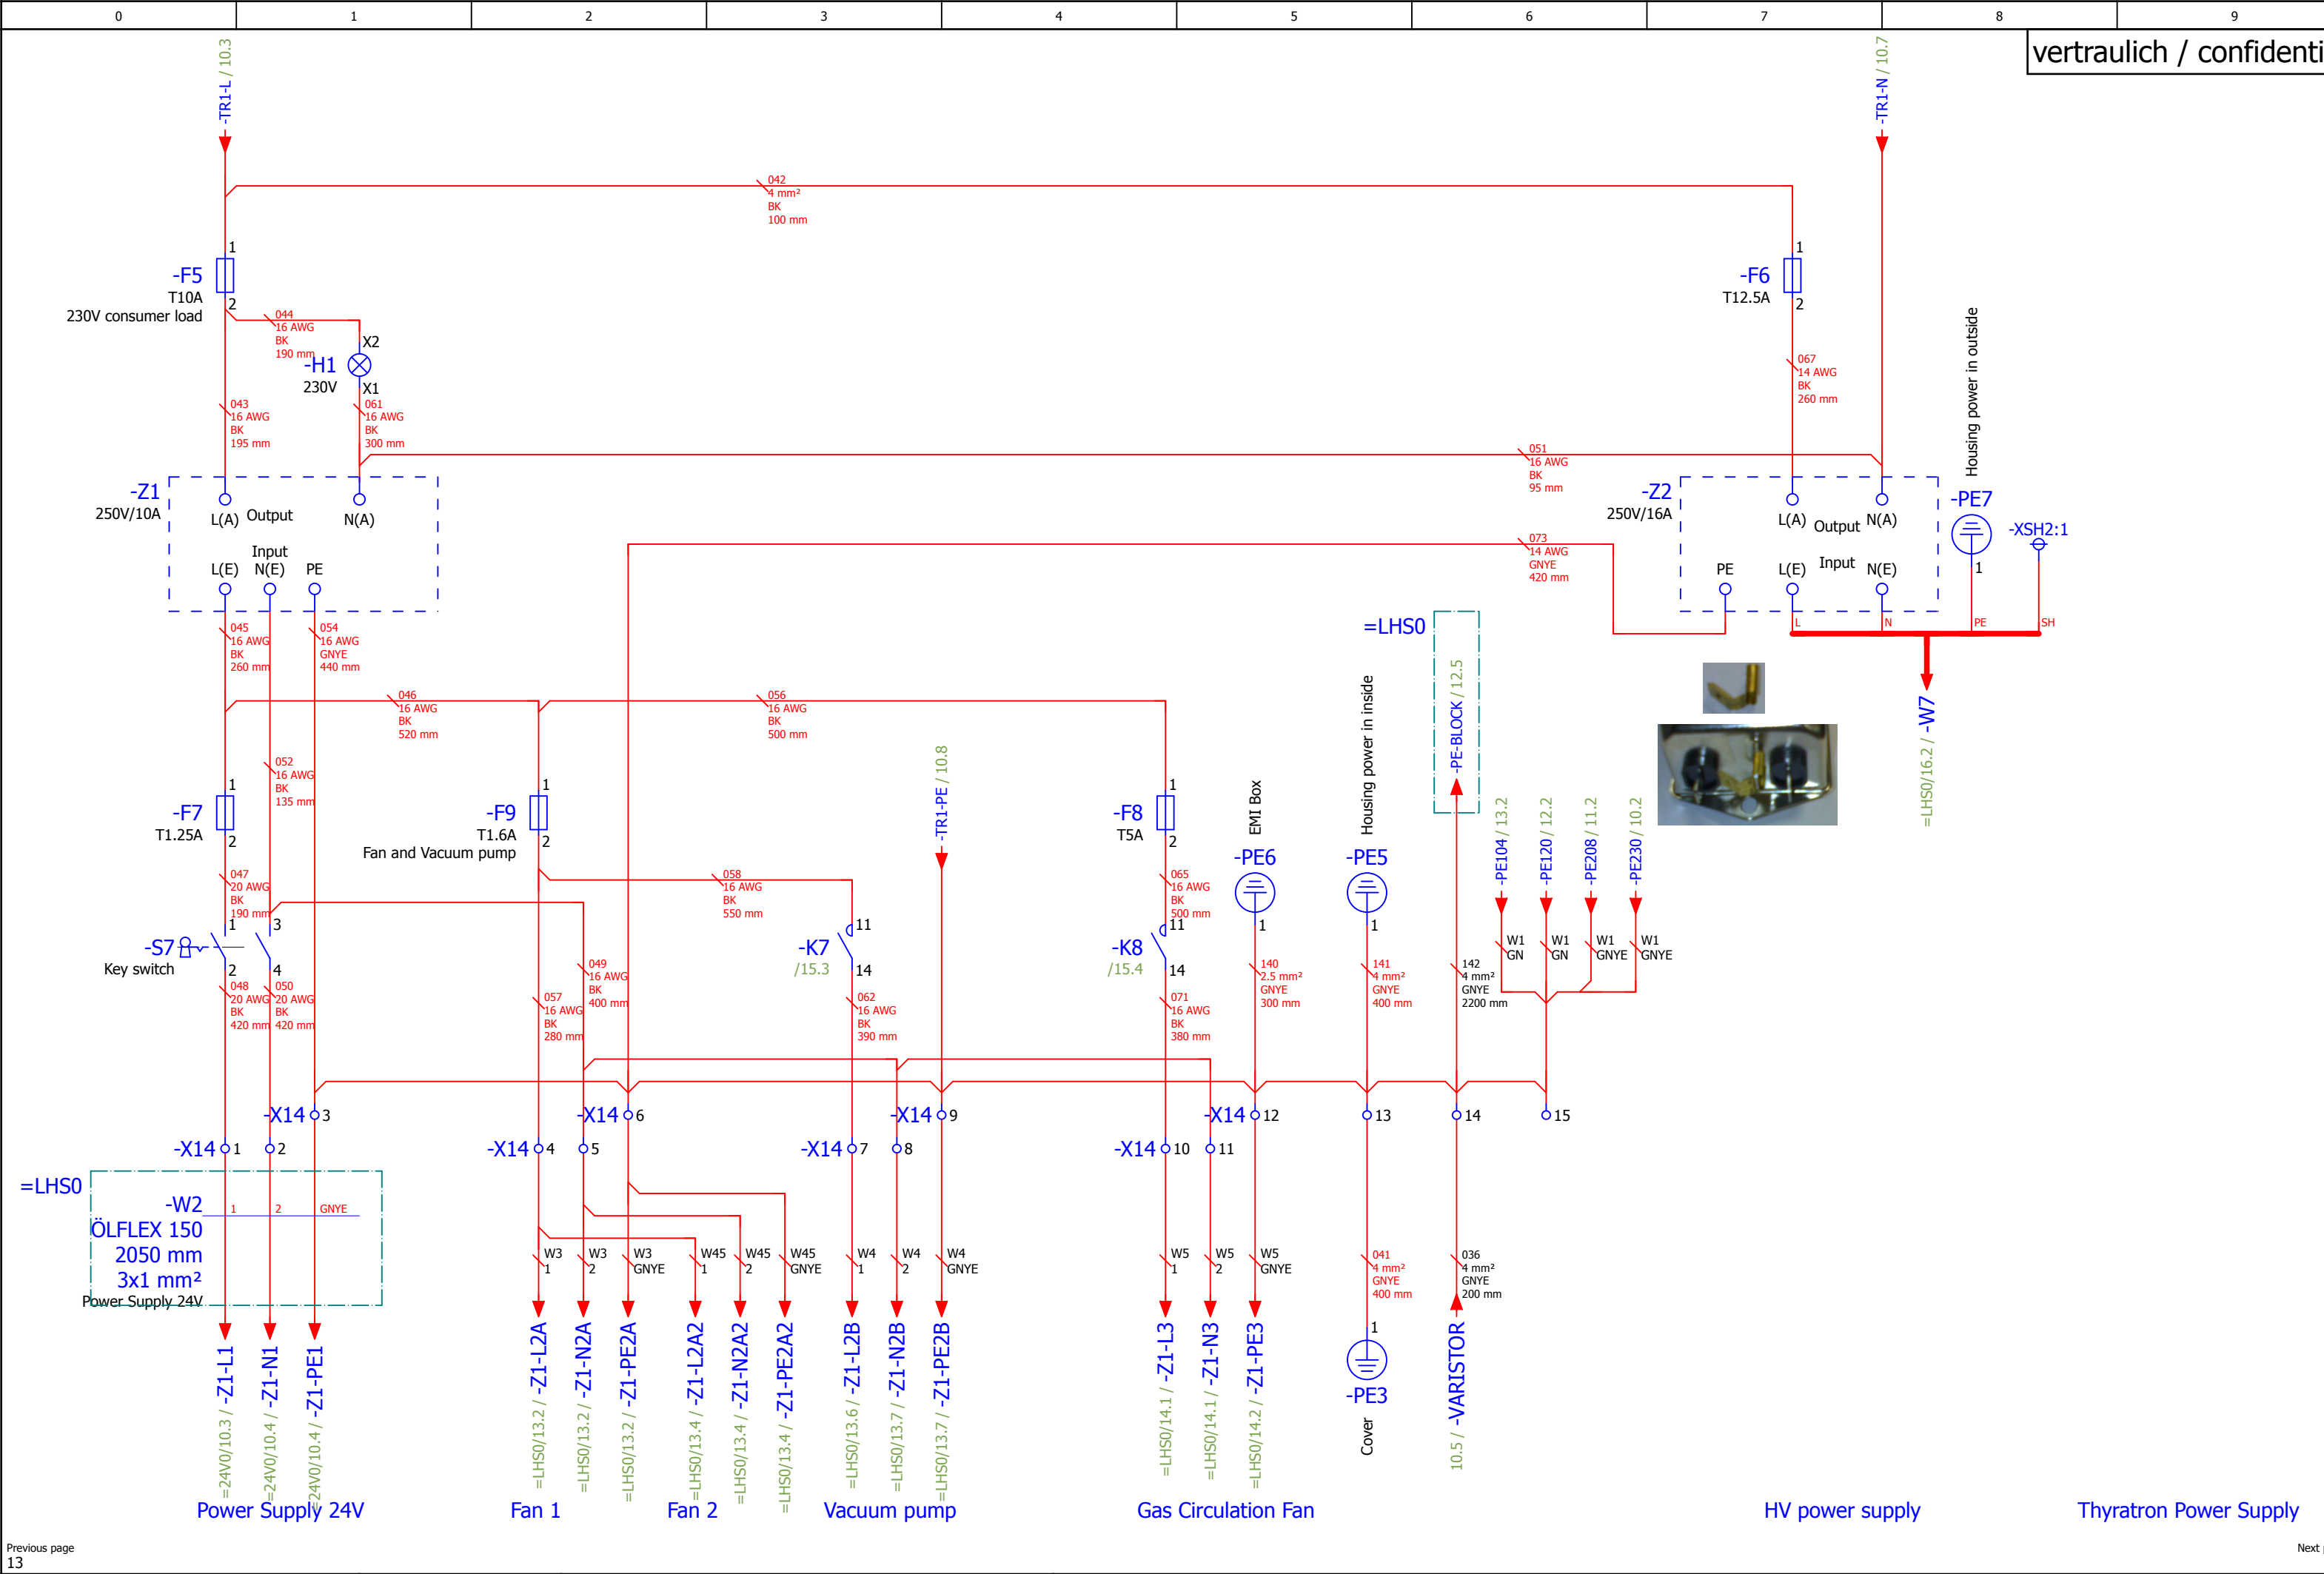 0 1 2 3 4 5 6 7 8 9
vertraulich / confidenti
-TR1-L / 10.3
-TR1-N / 10.7
042
4 mm²
BK
100 mm
1
-F5
T10A
2
230V consumer load
044
16 AWG
BK
190 mm
X2
-H1
230V
X1
043
16 AWG
BK
195 mm
061
16 AWG
BK
300 mm
1
-F6
T12.5A
2
067
14 AWG
BK
260 mm
Housing power in outside
051
16 AWG
BK
95 mm
-Z1
250V/10A
L(A) Output N(A)
Input
L(E) N(E) PE
-Z2
250V/16A
L(A) Output N(A)
PE L(E) Input N(E)
-PE7
1
-XSH2:1
073
14 AWG
GNYE
420 mm
L N PE SH
=LHS0/16.2 / -W7
045
16 AWG
BK
260 mm
054
16 AWG
GNYE
440 mm
=LHS0
-PE-BLOCK / 12.5
046
16 AWG
BK
520 mm
056
16 AWG
BK
500 mm
052
16 AWG
BK
135 mm
-TR1-PE / 10.8
1
-F7
T1.25A
2
1
-F9
T1.6A
2
Fan and Vacuum pump
1
-F8
T5A
2
EMI Box
-PE6
1
Housing power in inside
-PE5
1
-PE104 / 13.2
-PE120 / 12.2
-PE208 / 11.2
-PE230 / 10.2
047
20 AWG
BK
190 mm
058
16 AWG
BK
550 mm
065
16 AWG
BK
500 mm
1 3
-S7
Key switch
2 4
11
-K7
/15.3
14
11
-K8
/15.4
14
W1
GN
W1
GN
W1
GNYE
W1
GNYE
048
20 AWG
BK
420 mm
050
20 AWG
BK
420 mm
049
16 AWG
BK
400 mm
057
16 AWG
BK
280 mm
062
16 AWG
BK
390 mm
071
16 AWG
BK
380 mm
140
2.5 mm²
GNYE
300 mm
141
4 mm²
GNYE
400 mm
142
4 mm²
GNYE
2200 mm
-X14 3
-X14 6
-X14 9
-X14 12
13
14
15
-X14 1 2
-X14 4 5
-X14 7 8
-X14 10 11
=LHS0
-W2
ÖLFLEX 150
2050 mm
3x1 mm²
Power Supply 24V
1 2 GNYE
W3
1
W3
2
W3
GNYE
W45
1
W45
2
W45
GNYE
W4
1
W4
2
W4
GNYE
W5
1
W5
2
W5
GNYE
041
4 mm²
GNYE
400 mm
036
4 mm²
GNYE
200 mm
=24V0/10.3 / -Z1-L1
=24V0/10.4 / -Z1-N1
=24V0/10.4 / -Z1-PE1
=LHS0/13.2 / -Z1-L2A
=LHS0/13.2 / -Z1-N2A
=LHS0/13.2 / -Z1-PE2A
=LHS0/13.4 / -Z1-L2A2
=LHS0/13.4 / -Z1-N2A2
=LHS0/13.4 / -Z1-PE2A2
=LHS0/13.6 / -Z1-L2B
=LHS0/13.7 / -Z1-N2B
=LHS0/13.7 / -Z1-PE2B
=LHS0/14.1 / -Z1-L3
=LHS0/14.1 / -Z1-N3
=LHS0/14.2 / -Z1-PE3
1
-PE3
Cover
10.5 / -VARISTOR
Power Supply 24V
Fan 1
Fan 2
Vacuum pump
Gas Circulation Fan
HV power supply
Thyratron Power Supply
Previous page
13
Next